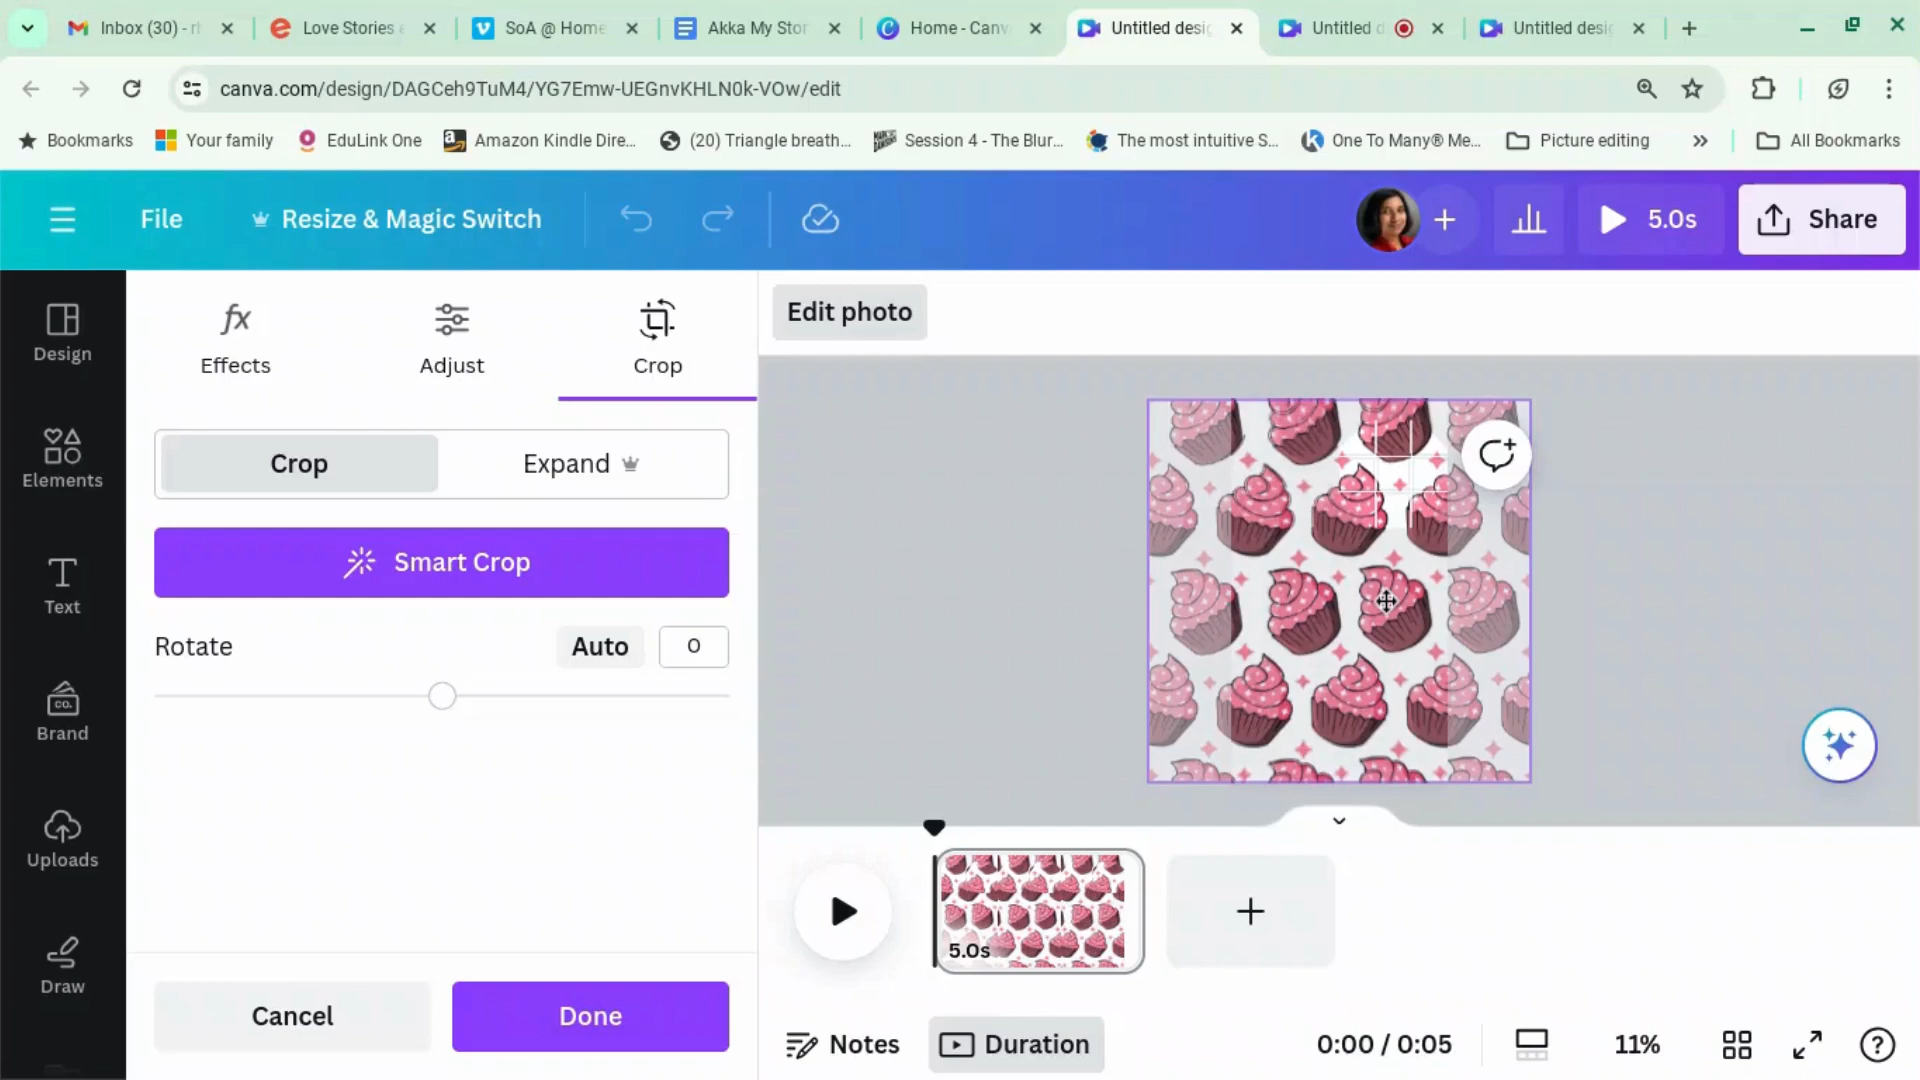 Inbox (30) - r
Love Stories
SoA @ Home
Akka My Stor
Home - Canv
Untitled desig
Untitled d
Untitled desig
canva.com/design/DAGCeh9TuM4/YG7Emw-UEGnvKHLN0k-VOw/edit
Bookmarks
Your family
EduLink One
Amazon Kindle Dire...
(20) Triangle breath...
Session 4 - The Blur...
The most intuitive S...
One To Many® Me...
Picture editing
All Bookmarks
File
Resize & Magic Switch
5.0s
Share
Design
Elements
Text
Brand
Uploads
Draw
fx
Effects
Adjust
Crop
Crop
Expand
Smart Crop
Rotate
Auto
0
Cancel
Done
Edit photo
5.0s
Notes
Duration
0:00 / 0:05
11%